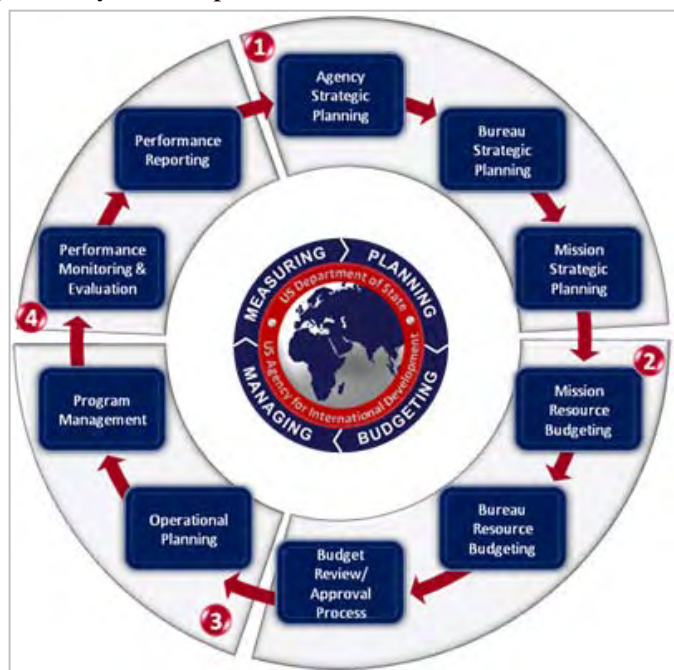 1
Agency
Strategic
Planning
Bureau
Strategic
Planning
Mission
Strategic
Planning
2
Mission
Resource
Budgeting
Bureau
Resource
Budgeting
Budget
Review/
Approval
Process
3
Operational
Planning
Program
Management
4
Performance
Monitoring &
Evaluation
Performance
Reporting
MEASURING
PLANNING
BUDGETING
MANAGING
US Department of State
US Agency for International Development